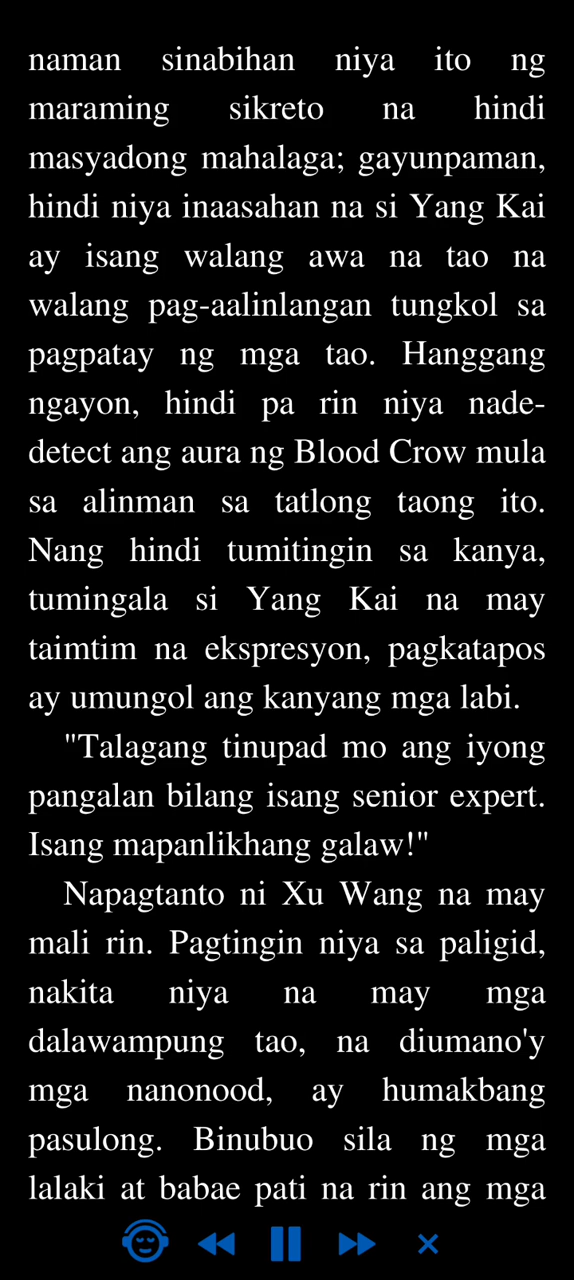 naman sinabihan niya ito ng
maraming sikreto na hindi
masyadong mahalaga; gayunpaman,
hindi niya inaasahan na si Yang Kai
ay isang walang awa na tao na
walang pag-aalinlangan tungkol sa
pagpatay ng mga tao. Hanggang
ngayon, hindi pa rin niya nade-
detect ang aura ng Blood Crow mula
sa alinman sa tatlong taong ito.
Nang hindi tumitingin sa kanya,
tumingala si Yang Kai na may
taimtim na ekspresyon, pagkatapos
ay umungol ang kanyang mga labi.
"Talagang tinupad mo ang iyong
pangalan bilang isang senior expert.
Isang mapanlikhang galaw!"
Napagtanto ni Xu Wang na may
mali rin. Pagtingin niya sa paligid,
nakita niya na may mga
dalawampung tao, na diumano'y
mga nanonood, ay humakbang
pasulong. Binubuo sila ng mga
lalaki at babae pati na rin ang mga